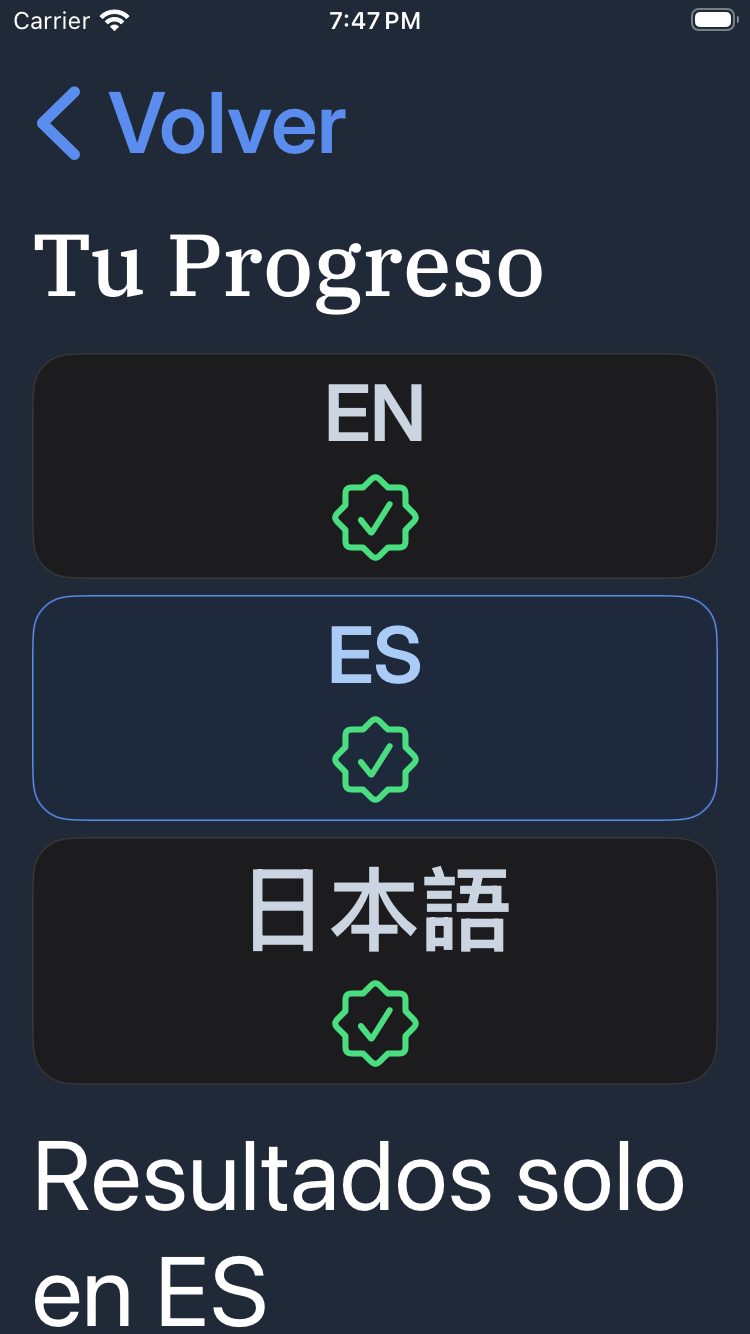 Carrier 7:47 PM
Volver
Tu Progreso
EN
ES
日本語
Resultados solo
en ES